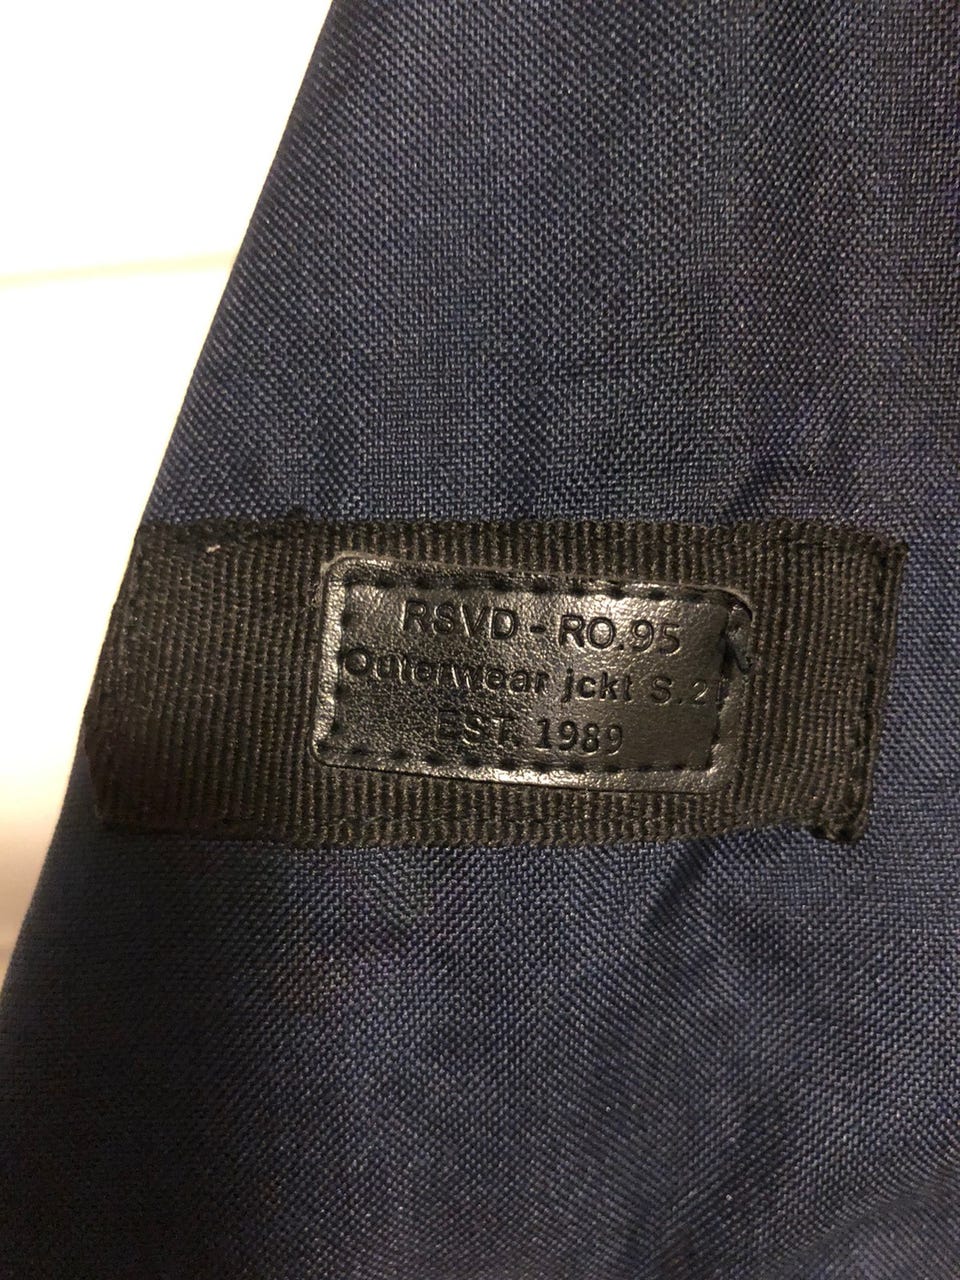 RSVD - RO.95
Outerwear jckt S.2
EST. 1989